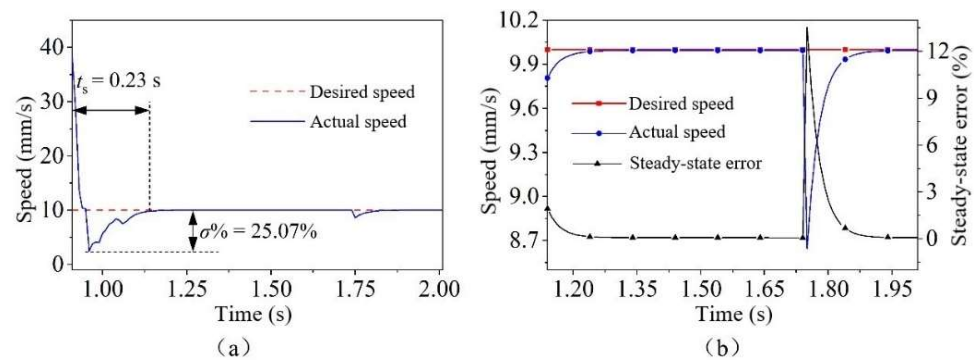 (a)
40
30
20
10
0
Speed (mm/s)
tₛ = 0.23 s
Desired speed
Actual speed
σ% = 25.07%
1.00
1.25
1.50
1.75
2.00
Time (s)
(a)
(b)
10.2
9.9
9.6
9.3
9.0
8.7
Speed (mm/s)
Desired speed
Actual speed
Steady-state error
12
9
6
3
0
Steady-state error (%)
1.20
1.35
1.50
1.65
1.80
1.95
Time (s)
(b)